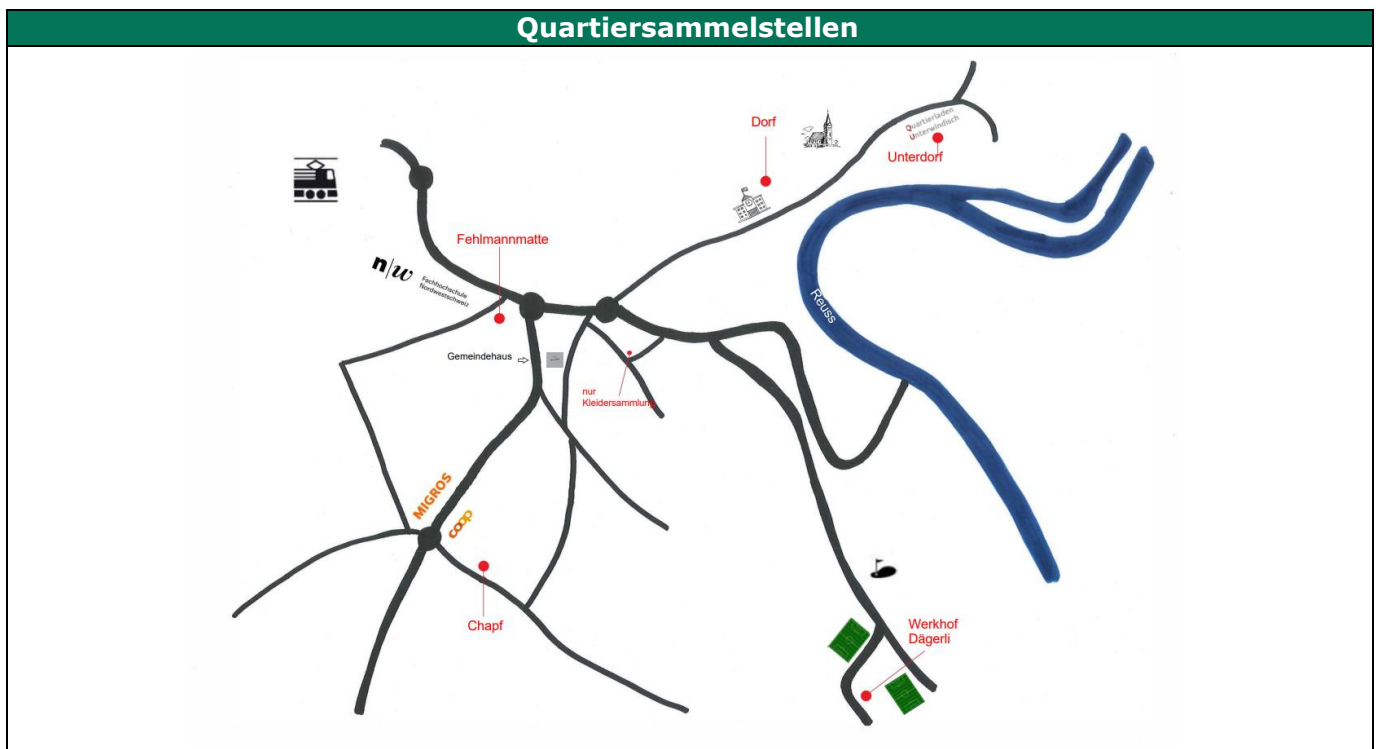 Quartiersammelstellen
Dorf
Quartierladen
Unterwindisch
Unterdorf
Fehlmannmatte
n|w
Fachhochschule
Nordwestschweiz
Reuss
Gemeindehaus
nur
Kleidersammlung
MIGROS
coop
Chapf
Werkhof
Dägerli